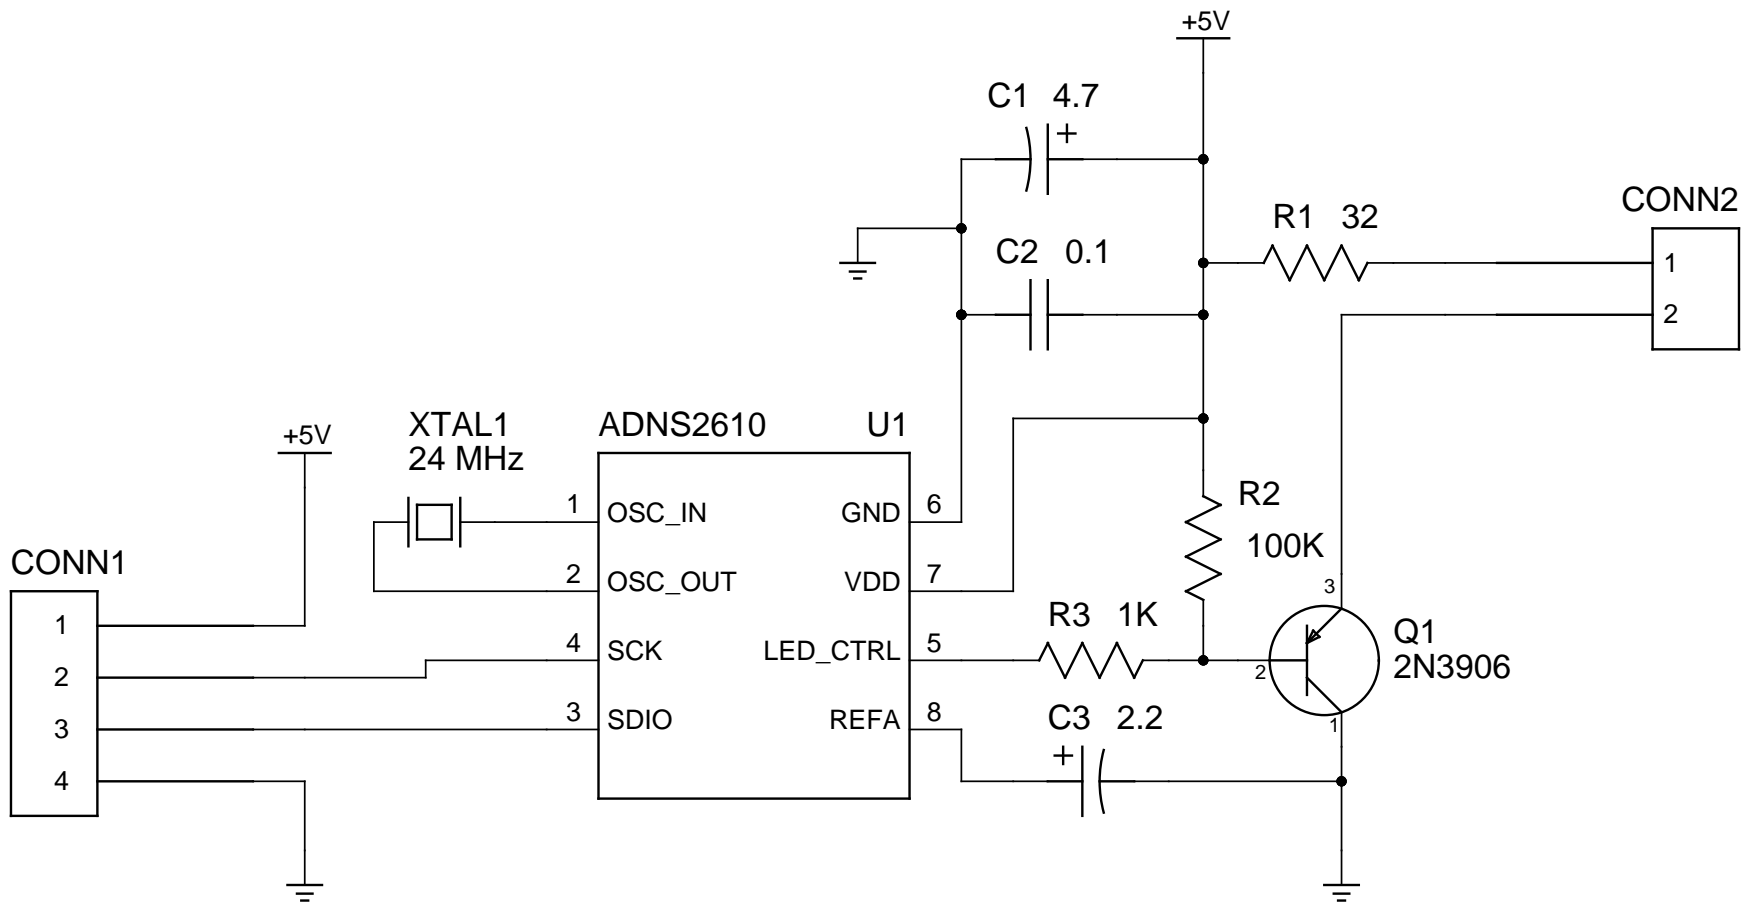 +5V
C1 4.7
+
CONN2
R1 32
C2 0.1
1
2
XTAL1
24 MHz
ADNS2610 U1
+5V
R2
100K
1 OSC_IN GND 6
2 OSC_OUT VDD 7
4 SCK LED_CTRL 5
3 SDIO REFA 8
CONN1
1
2
3
4
R3 1K
3
2
1
Q1
2N3906
C3 2.2
+